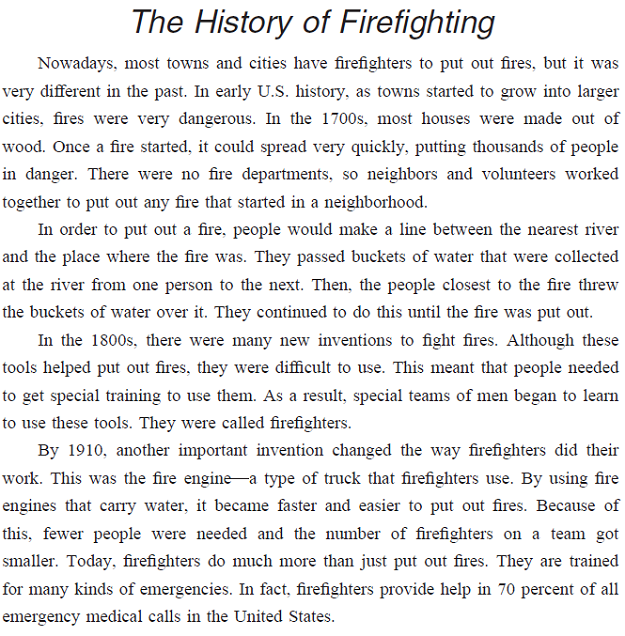 The History of Firefighting
Nowadays, most towns and cities have firefighters to put out fires, but it was
very different in the past. In early U.S. history, as towns started to grow into larger
cities, fires were very dangerous. In the 1700s, most houses were made out of
wood. Once a fire started, it could spread very quickly, putting thousands of people
in danger. There were no fire departments, so neighbors and volunteers worked
together to put out any fire that started in a neighborhood.
In order to put out a fire, people would make a line between the nearest river
and the place where the fire was. They passed buckets of water that were collected
at the river from one person to the next. Then, the people closest to the fire threw
the buckets of water over it. They continued to do this until the fire was put out.
In the 1800s, there were many new inventions to fight fires. Although these
tools helped put out fires, they were difficult to use. This meant that people needed
to get special training to use them. As a result, special teams of men began to learn
to use these tools. They were called firefighters.
By 1910, another important invention changed the way firefighters did their
work. This was the fire engine—a type of truck that firefighters use. By using fire
engines that carry water, it became faster and easier to put out fires. Because of
this, fewer people were needed and the number of firefighters on a team got
smaller. Today, firefighters do much more than just put out fires. They are trained
for many kinds of emergencies. In fact, firefighters provide help in 70 percent of all
emergency medical calls in the United States.